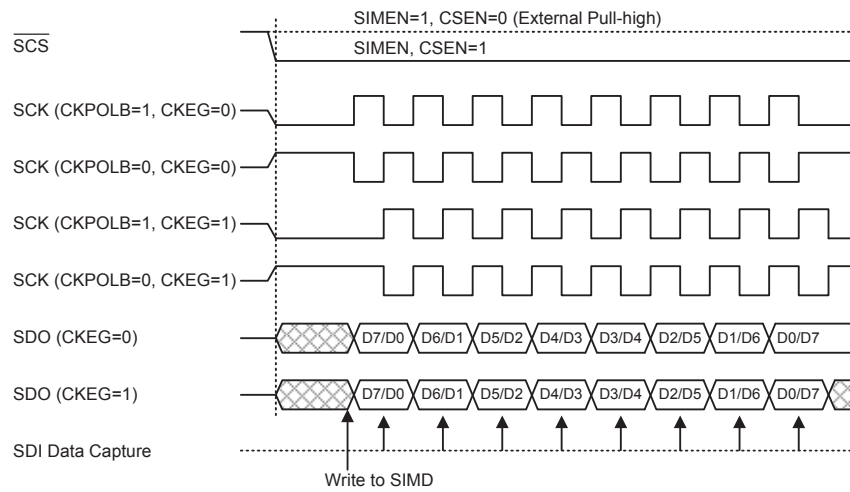 SIMEN=1, CSEN=0 (External Pull-high)
SCS
SIMEN, CSEN=1
SCK (CKPOLB=1, CKEG=0)
SCK (CKPOLB=0, CKEG=0)
SCK (CKPOLB=1, CKEG=1)
SCK (CKPOLB=0, CKEG=1)
SDO (CKEG=0) D7/D0 D6/D1 D5/D2 D4/D3 D3/D4 D2/D5 D1/D6 D0/D7
SDO (CKEG=1) D7/D0 D6/D1 D5/D2 D4/D3 D3/D4 D2/D5 D1/D6 D0/D7
SDI Data Capture
Write to SIMD